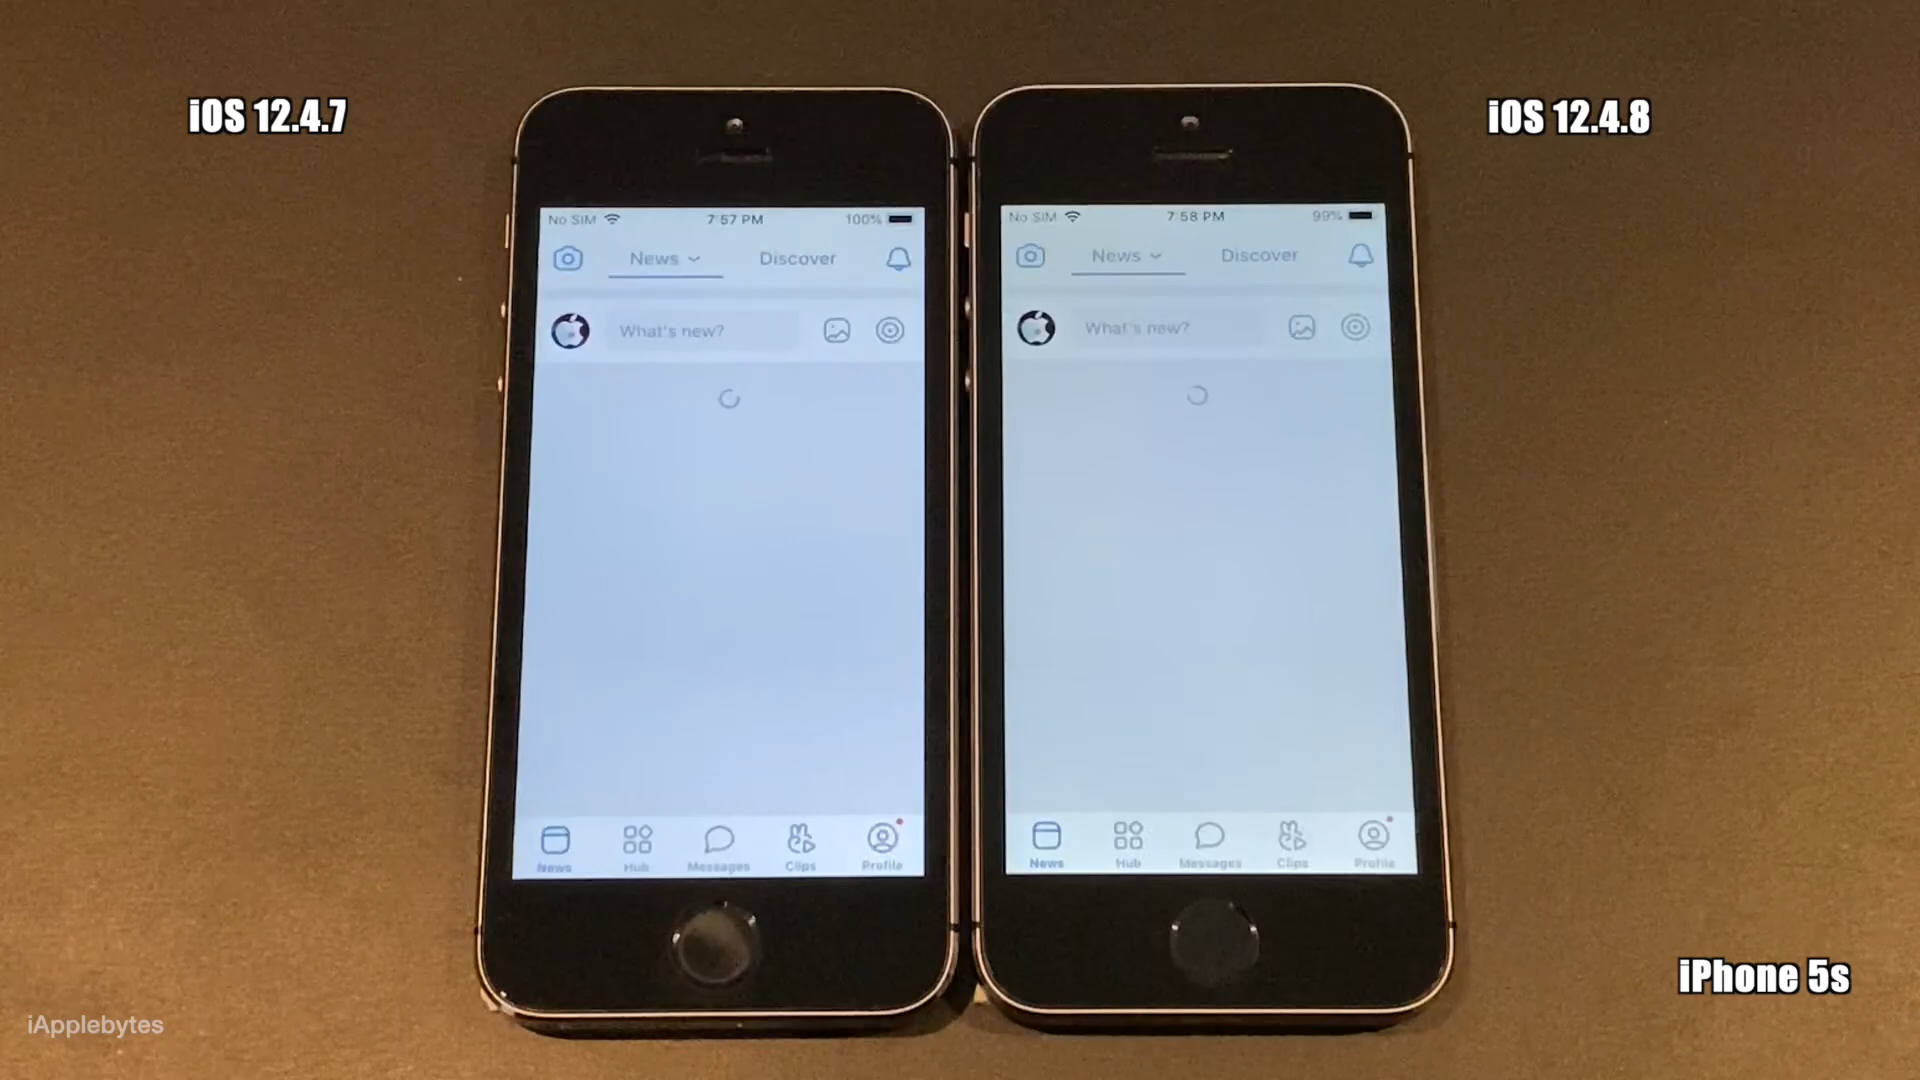 iOS 12.4.7
iOS 12.4.8
No SIM 7:57 PM 100%
News Discover
What's new?
News Hub Messages Clips Profile
No SIM 7:58 PM 99%
News Discover
What's new?
News Hub Messages Clips Profile
iPhone 5s
iApplebytes